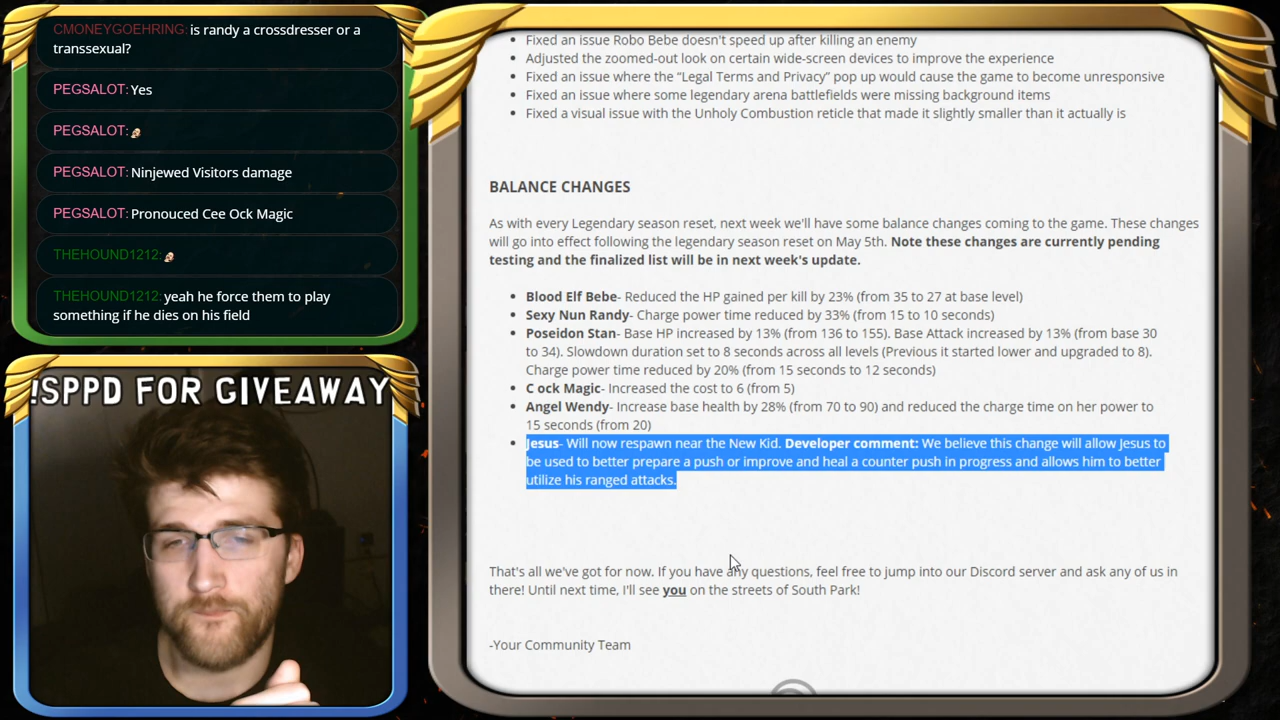 CMONEYGOEHRING: is randy a crossdresser or a
transsexual?
PEGSALOT: Yes
PEGSALOT:
PEGSALOT: Ninjewed Visitors damage
PEGSALOT: Pronouced Cee Ock Magic
THEHOUND1212:
THEHOUND1212: yeah he force them to play
something if he dies on his field
!SPPD FOR GIVEAWAY
• Fixed an issue Robo Bebe doesn't speed up after killing an enemy
• Adjusted the zoomed-out look on certain wide-screen devices to improve the experience
• Fixed an issue where the “Legal Terms and Privacy” pop up would cause the game to become unresponsive
• Fixed an issue where some legendary arena battlefields were missing background items
• Fixed a visual issue with the Unholy Combustion reticle that made it slightly smaller than it actually is
BALANCE CHANGES
As with every Legendary season reset, next week we'll have some balance changes coming to the game. These changes
will go into effect following the legendary season reset on May 5th. Note these changes are currently pending
testing and the finalized list will be in next week's update.
• Blood Elf Bebe- Reduced the HP gained per kill by 23% (from 35 to 27 at base level)
• Sexy Nun Randy- Charge power time reduced by 33% (from 15 to 10 seconds)
• Poseidon Stan- Base HP increased by 13% (from 136 to 155). Base Attack increased by 13% (from base 30
to 34). Slowdown duration set to 8 seconds across all levels (Previous it started lower and upgraded to 8).
Charge power time reduced by 20% (from 15 seconds to 12 seconds)
• C ock Magic- Increased the cost to 6 (from 5)
• Angel Wendy- Increase base health by 28% (from 70 to 90) and reduced the charge time on her power to
15 seconds (from 20)
• Jesus- Will now respawn near the New Kid. Developer comment: We believe this change will allow Jesus to
be used to better prepare a push or improve and heal a counter push in progress and allows him to better
utilize his ranged attacks.
That's all we've got for now. If you have any questions, feel free to jump into our Discord server and ask any of us in
there! Until next time, I'll see you on the streets of South Park!
-Your Community Team